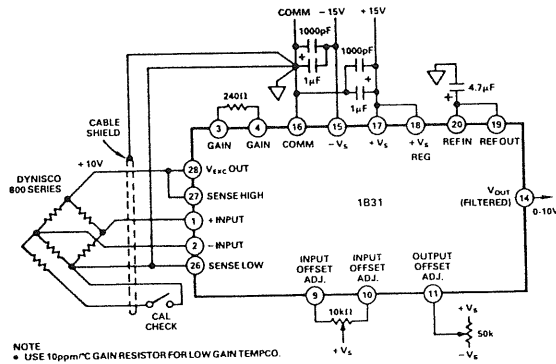 COMM
-15V
+15V
1000pF
1000pF
+
1µF
+
1µF
4.7µF
+
240Ω
3
4
16
15
17
18
20
19
GAIN
GAIN
COMM
-Vs
+Vs
+Vs
REG
REF IN
REF OUT
CABLE
SHIELD
DYNISCO
800 SERIES
+10V
28
VEXC OUT
27
SENSE HIGH
1
+INPUT
2
-INPUT
26
SENSE LOW
1B31
VOUT
(FILTERED)
14
0-10V
CAL
CHECK
INPUT
OFFSET
ADJ.
INPUT
OFFSET
ADJ.
OUTPUT
OFFSET
ADJ.
9
10
11
10kΩ
+Vs
+Vs
50k
-Vs
NOTE
• USE 10ppm/°C GAIN RESISTOR FOR LOW GAIN TEMPCO.